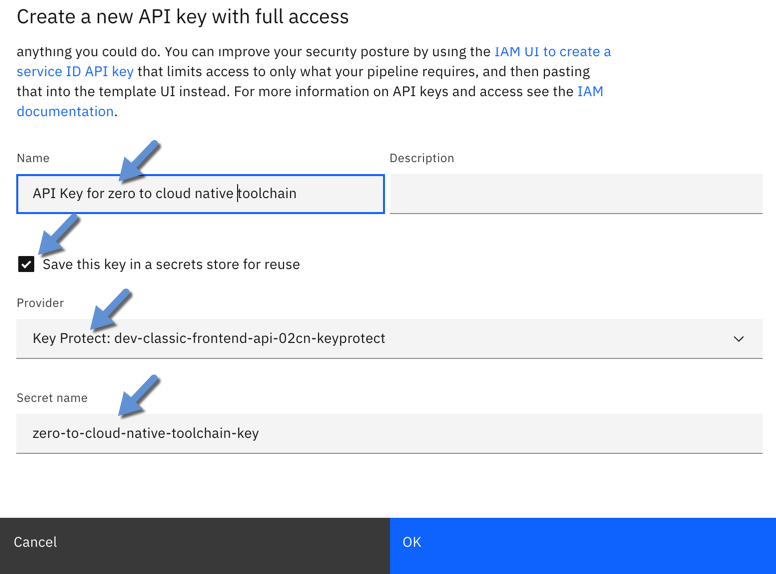 Create a new API key with full access
anything you could do. You can improve your security posture by using the IAM UI to create a
service ID API key that limits access to only what your pipeline requires, and then pasting
that into the template UI instead. For more information on API keys and access see the IAM
documentation.
Name
Description
API Key for zero to cloud native toolchain
Save this key in a secrets store for reuse
Provider
Key Protect: dev-classic-frontend-api-02cn-keyprotect
Secret name
zero-to-cloud-native-toolchain-key
Cancel
OK